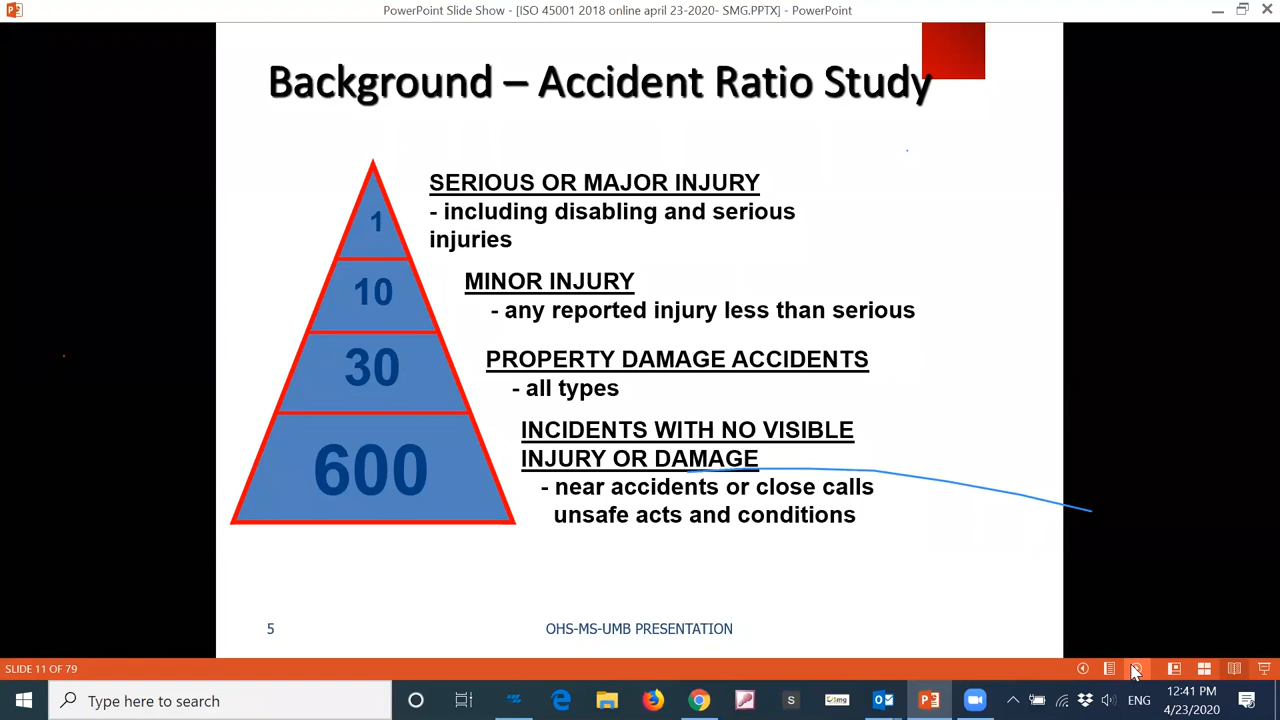 PowerPoint Slide Show - [ISO 45001 2018 online april 23-2020- SMG.PPTX] - PowerPoint
Background – Accident Ratio Study
1
SERIOUS OR MAJOR INJURY
- including disabling and serious
injuries
10
MINOR INJURY
- any reported injury less than serious
30
PROPERTY DAMAGE ACCIDENTS
- all types
600
INCIDENTS WITH NO VISIBLE
INJURY OR DAMAGE
- near accidents or close calls
unsafe acts and conditions
5
OHS-MS-UMB PRESENTATION
SLIDE 11 OF 79
Type here to search
ENG
12:41 PM
4/23/2020